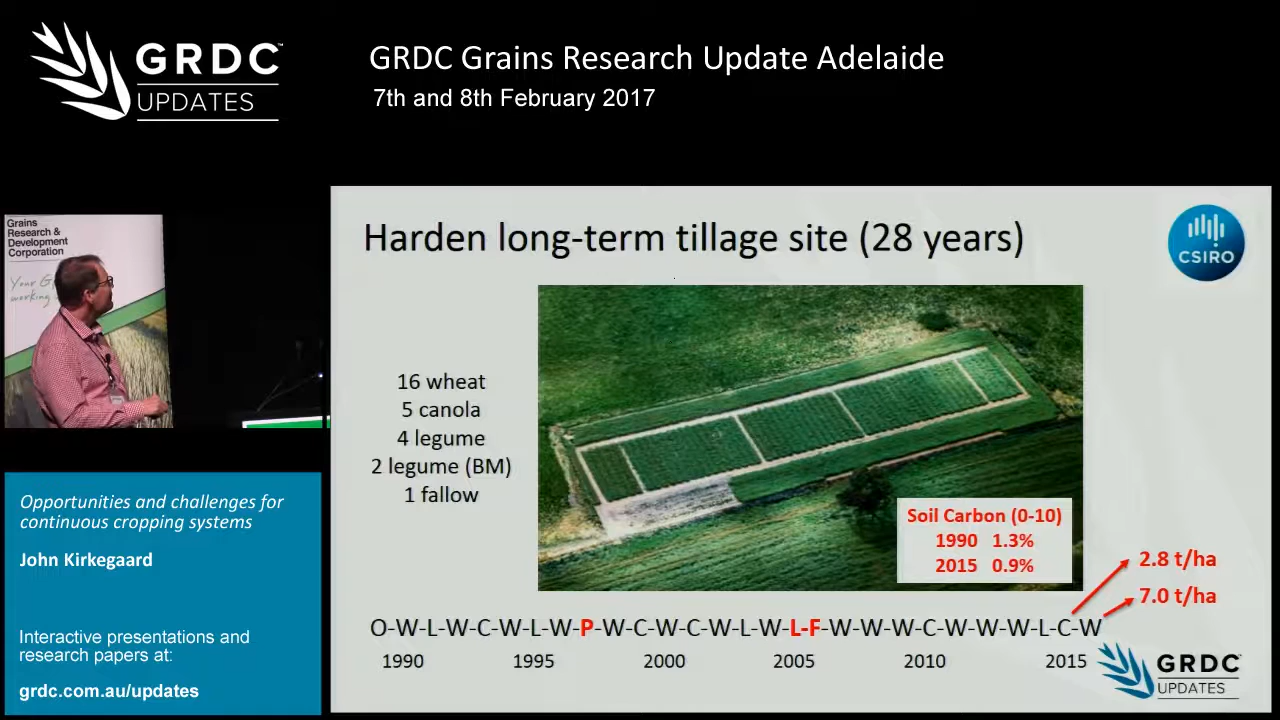 GRDC™
UPDATES
GRDC Grains Research Update Adelaide
7th and 8th February 2017
Grains
Research &
Development
Corporation
Your G
working
Opportunities and challenges for
continuous cropping systems
John Kirkegaard
Interactive presentations and
research papers at:
grdc.com.au/updates
Harden long-term tillage site (28 years)
CSIRO
16 wheat
5 canola
4 legume
2 legume (BM)
1 fallow
Soil Carbon (0-10)
1990 1.3%
2015 0.9%
2.8 t/ha
7.0 t/ha
O-W-L-W-C-W-L-W-P-W-C-W-C-W-L-W-L-F-W-W-W-C-W-W-W-L-C-W
1990 1995 2000 2005 2010 2015
GRDC™
UPDATES